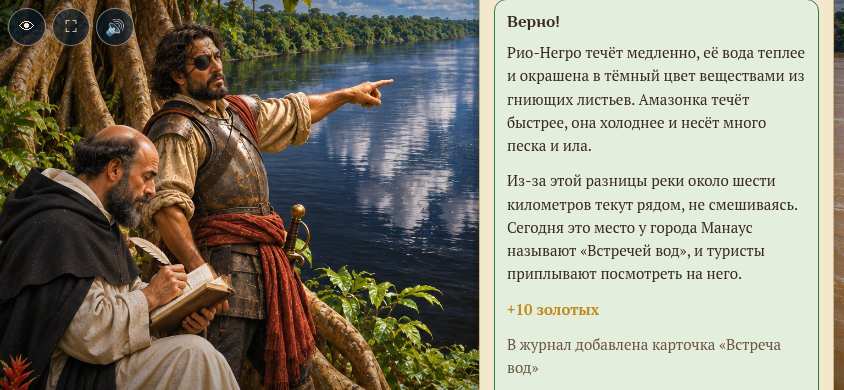 Верно!
Рио-Негро течёт медленно, её вода теплее
и окрашена в тёмный цвет веществами из
гниющих листьев. Амазонка течёт
быстрее, она холоднее и несёт много
песка и ила.
Из-за этой разницы реки около шести
километров текут рядом, не смешиваясь.
Сегодня это место у города Манаус
называют «Встречей вод», и туристы
приплывают посмотреть на него.
+10 золотых
В журнал добавлена карточка «Встреча
вод»